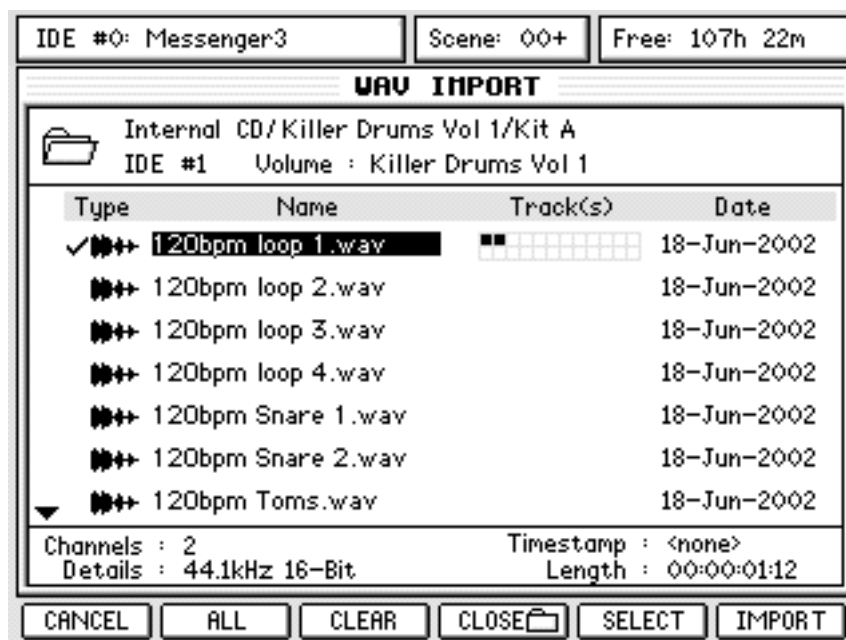 IDE #0: Messenger3 Scene: 00+ Free: 107h 22m
WAV IMPORT
Internal CD/Killer Drums Vol 1/Kit A
IDE #1 Volume : Killer Drums Vol 1
Type Name Track(s) Date
120bpm loop 1.wav 18-Jun-2002
120bpm loop 2.wav 18-Jun-2002
120bpm loop 3.wav 18-Jun-2002
120bpm loop 4.wav 18-Jun-2002
120bpm Snare 1.wav 18-Jun-2002
120bpm Snare 2.wav 18-Jun-2002
120bpm Toms.wav 18-Jun-2002
Channels : 2 Timestamp : <none>
Details : 44.1kHz 16-Bit Length : 00:00:01:12
CANCEL ALL CLEAR CLOSE SELECT IMPORT